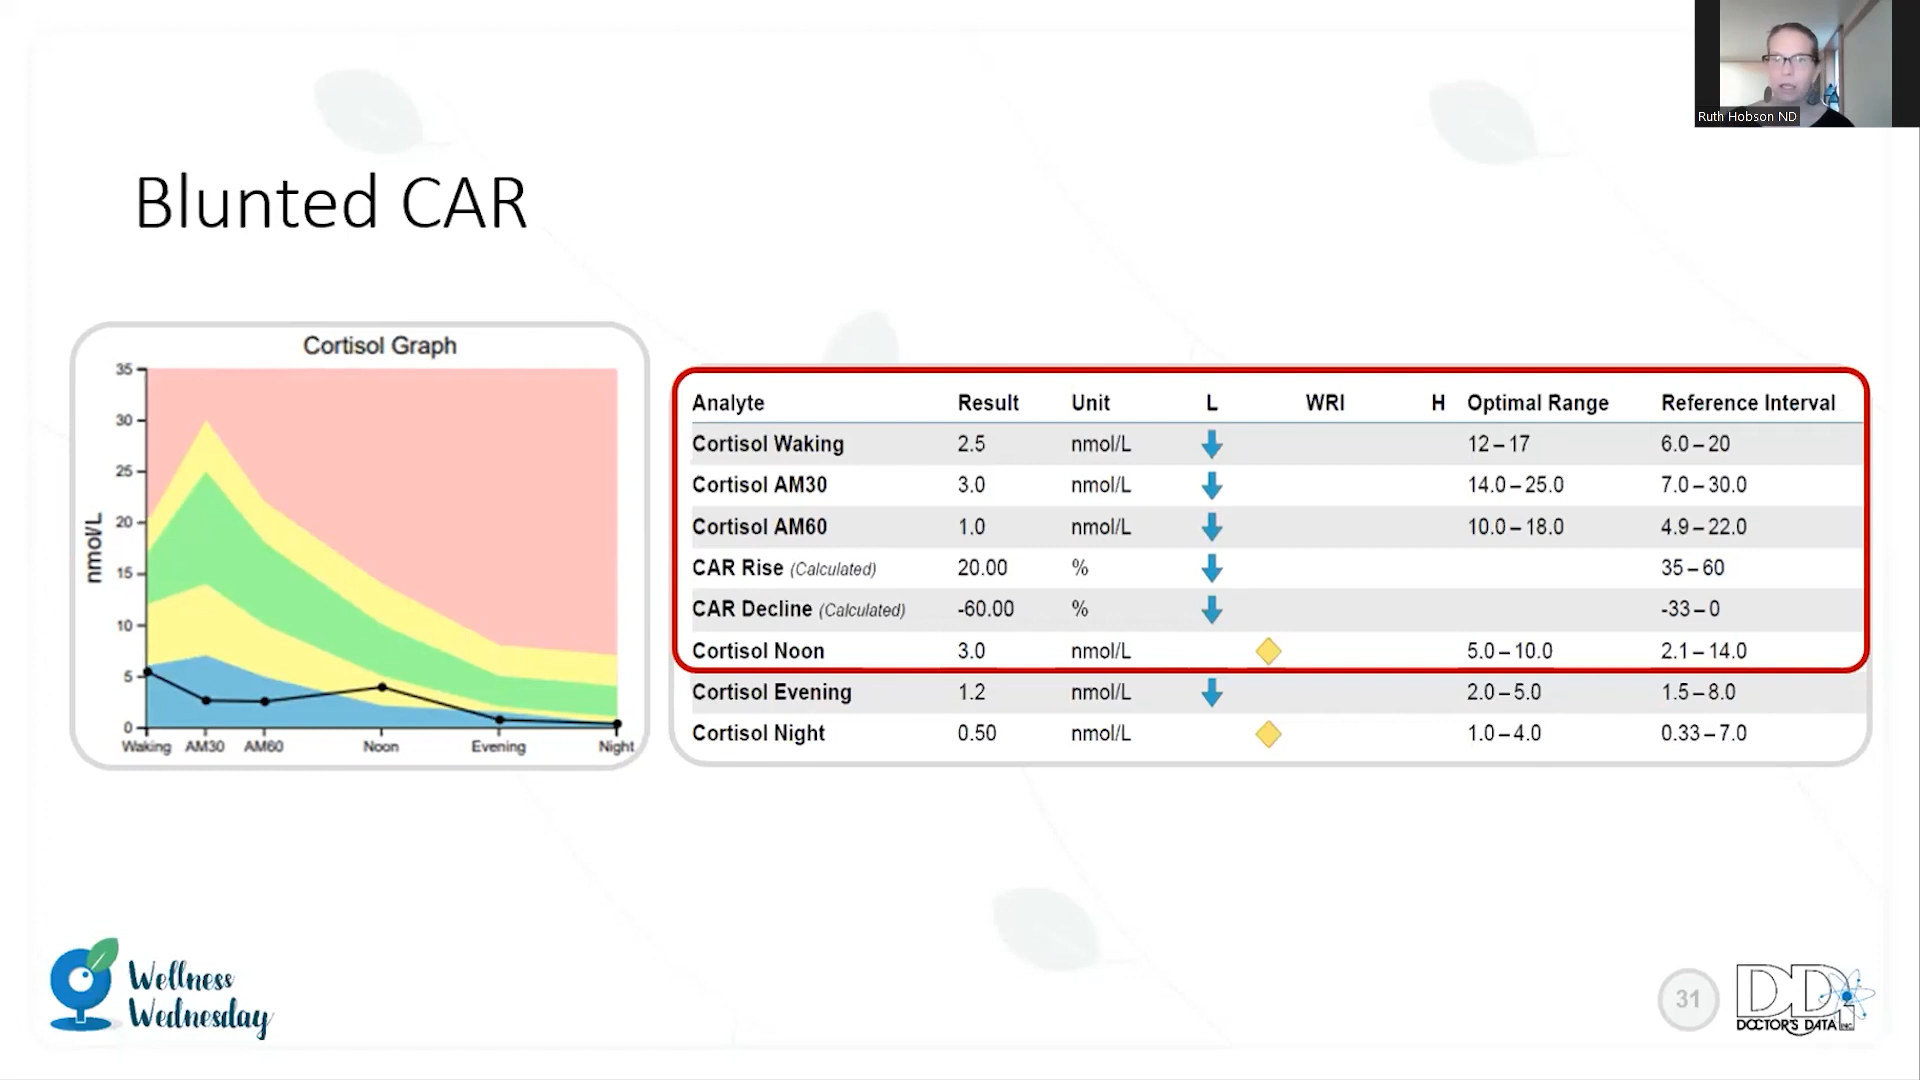 Ruth Hobson ND
Blunted CAR
Cortisol Graph
nmol/L
35
30
25
20
15
10
5
0
Waking AM30 AM60 Noon Evening Night
Analyte Result Unit L WRI H Optimal Range Reference Interval
Cortisol Waking 2.5 nmol/L 12 – 17 6.0 – 20
Cortisol AM30 3.0 nmol/L 14.0 – 25.0 7.0 – 30.0
Cortisol AM60 1.0 nmol/L 10.0 – 18.0 4.9 – 22.0
CAR Rise (Calculated) 20.00 % 35 – 60
CAR Decline (Calculated) -60.00 % -33 – 0
Cortisol Noon 3.0 nmol/L 5.0 – 10.0 2.1 – 14.0
Cortisol Evening 1.2 nmol/L 2.0 – 5.0 1.5 – 8.0
Cortisol Night 0.50 nmol/L 1.0 – 4.0 0.33 – 7.0
Wellness
Wednesday
31
DDI
DOCTOR'S DATA